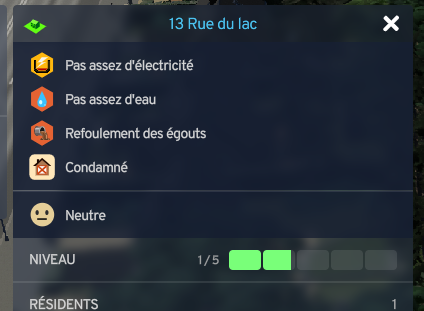 13 Rue du lac
Pas assez d'électricité
Pas assez d'eau
Refoulement des égouts
Condamné
Neutre
NIVEAU 1/5
RÉSIDENTS 1